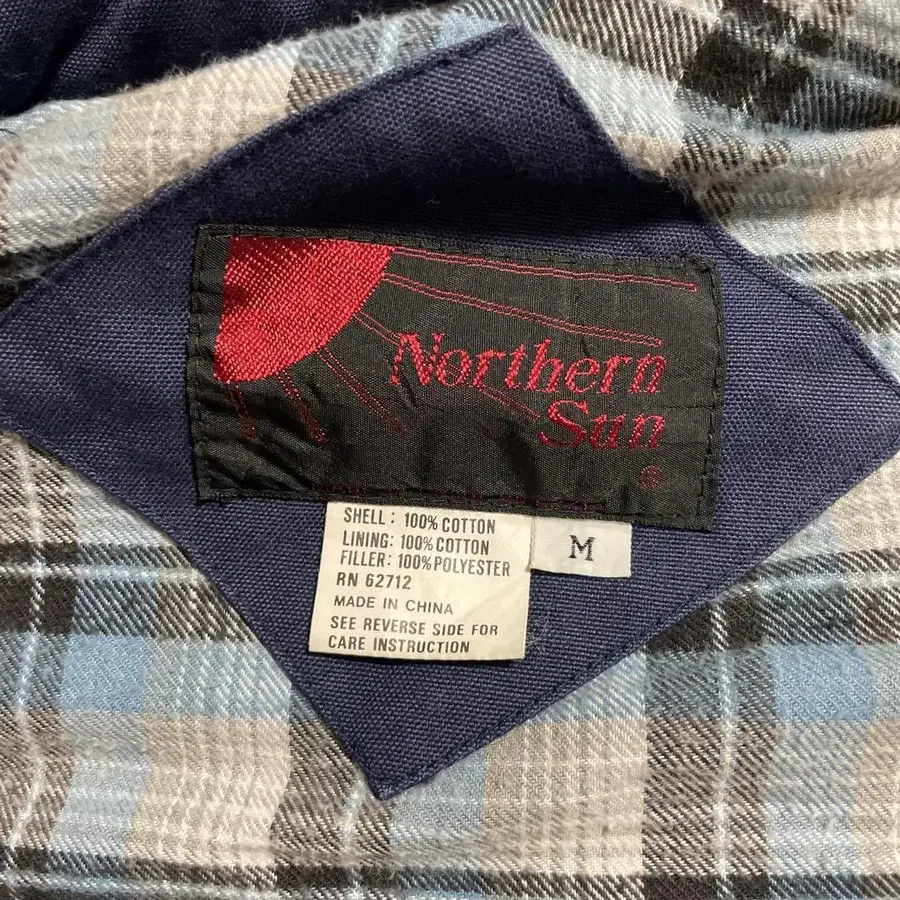 Northern
Sun
SHELL: 100% COTTON
LINING: 100% COTTON
FILLER: 100% POLYESTER
RN 62712
MADE IN CHINA
SEE REVERSE SIDE FOR
CARE INSTRUCTION
M